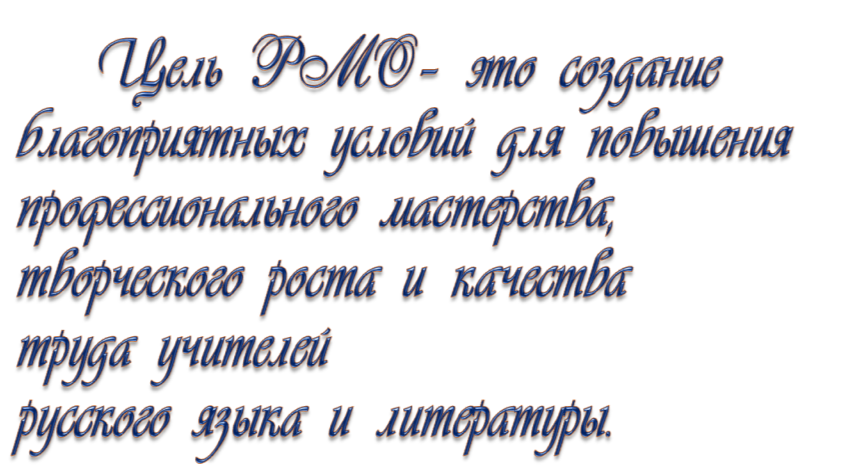 Цель РМО- это создание
благоприятных условий для повышения
профессионального мастерства,
творческого роста и качества
труда учителей
русского языка и литературы.